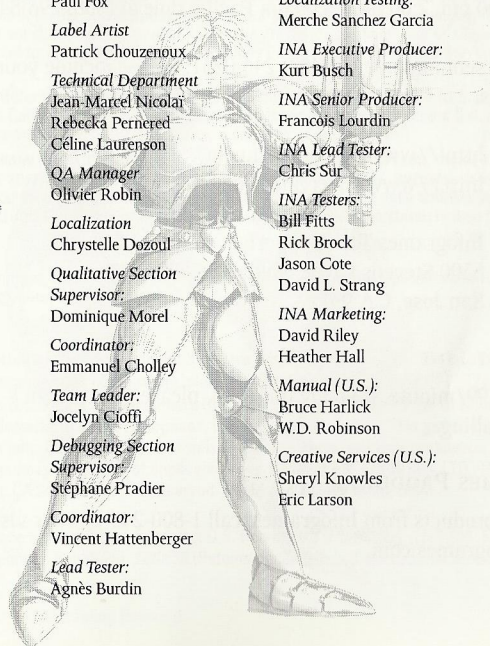 Paul Fox
Label Artist
Patrick Chouzenoux
Technical Department
Jean-Marcel Nicolaï
Rebecka Pernered
Céline Laurenson
QA Manager
Olivier Robin
Localization
Chrystelle Dozoul
Qualitative Section
Supervisor:
Dominique Morel
Coordinator:
Emmanuel Cholley
Team Leader:
Jocelyn Cioffi
Debugging Section
Supervisor:
Stéphane Pradier
Coordinator:
Vincent Hattenberger
Lead Tester:
Agnès Burdin
Localization Testing:
Merche Sanchez Garcia
INA Executive Producer:
Kurt Busch
INA Senior Producer:
Francois Lourdin
INA Lead Tester:
Chris Sur
INA Testers:
Bill Fitts
Rick Brock
Jason Cote
David L. Strang
INA Marketing:
David Riley
Heather Hall
Manual (U.S.):
Bruce Harlick
W.D. Robinson
Creative Services (U.S.):
Sheryl Knowles
Eric Larson